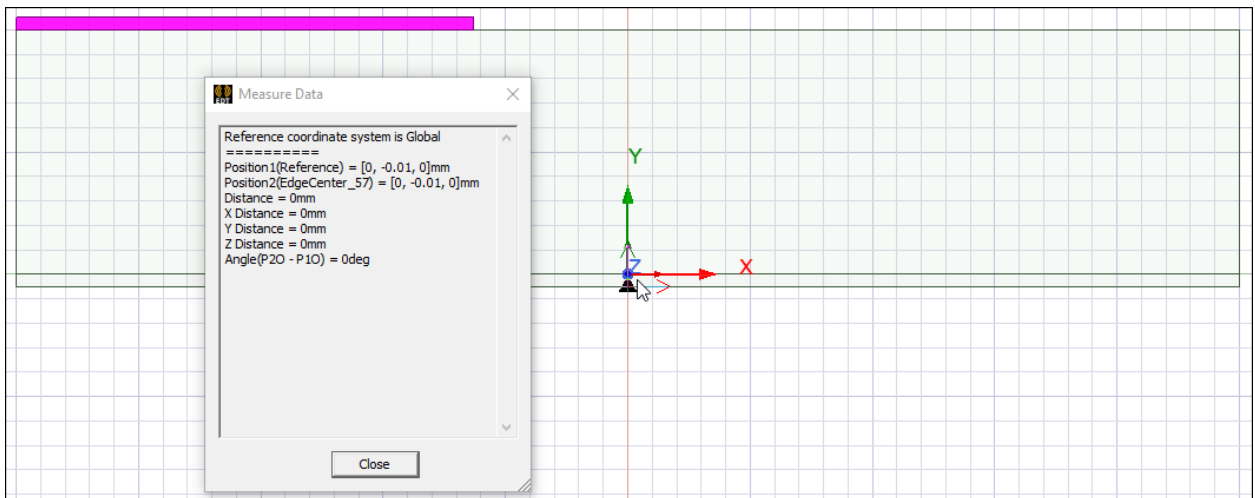 EDT
Measure Data
Reference coordinate system is Global
==========
Position1(Reference) = [0, -0.01, 0]mm
Position2(EdgeCenter_57) = [0, -0.01, 0]mm
Distance = 0mm
X Distance = 0mm
Y Distance = 0mm
Z Distance = 0mm
Angle(P2O - P1O) = 0deg
Close
Y
Z
X